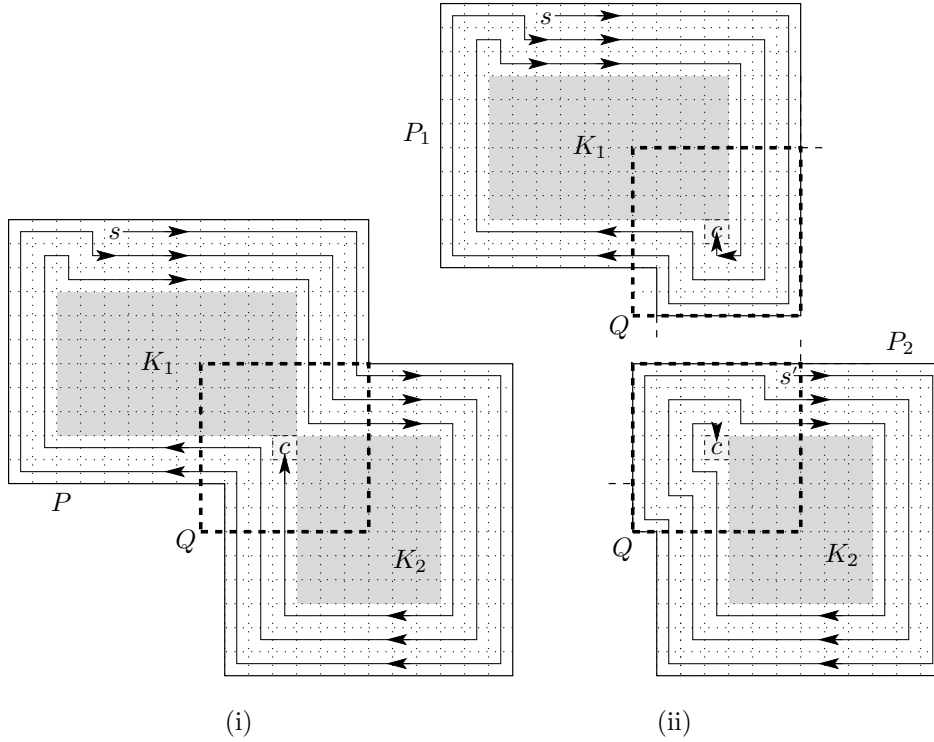 s
K₁
P
Q
c
K₂
(i)
s
P₁
K₁
c
Q
P₂
s′
c
Q
K₂
(ii)